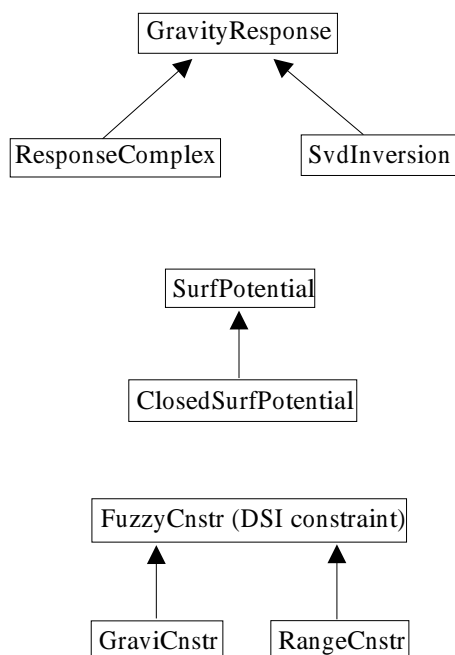 GravityResponse
ResponseComplex
SvdInversion
SurfPotential
ClosedSurfPotential
FuzzyCnstr (DSI constraint)
GraviCnstr
RangeCnstr